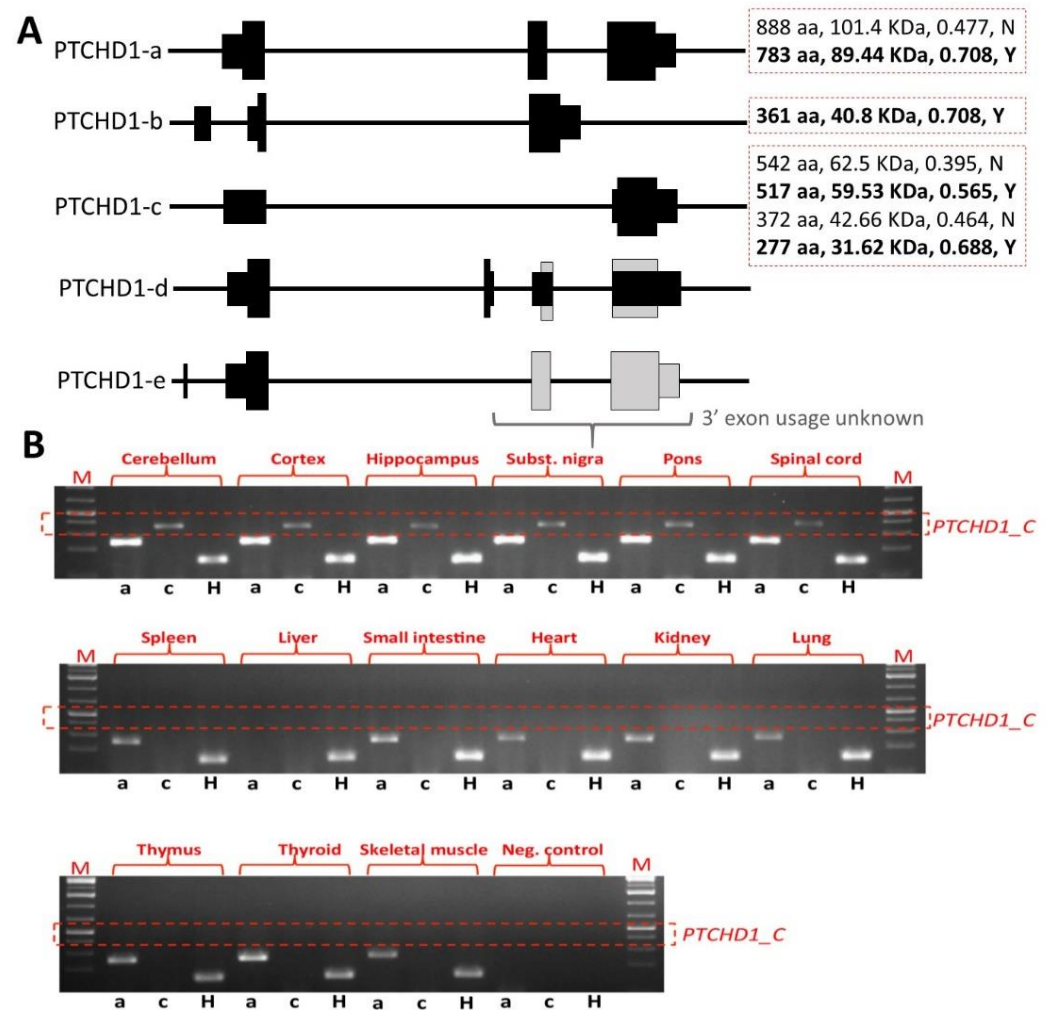 A
PTCHD1-a
888 aa, 101.4 KDa, 0.477, N
783 aa, 89.44 KDa, 0.708, Y
PTCHD1-b
361 aa, 40.8 KDa, 0.708, Y
PTCHD1-c
542 aa, 62.5 KDa, 0.395, N
517 aa, 59.53 KDa, 0.565, Y
372 aa, 42.66 KDa, 0.464, N
277 aa, 31.62 KDa, 0.688, Y
PTCHD1-d
PTCHD1-e
3’ exon usage unknown
B
M Cerebellum Cortex Hippocampus Subst. nigra Pons Spinal cord M
PTCHD1_C
a c H a c H a c H a c H a c H a c H
M Spleen Liver Small intestine Heart Kidney Lung M
PTCHD1_C
a c H a c H a c H a c H a c H a c H
M Thymus Thyroid Skeletal muscle Neg. control M
PTCHD1_C
a c H a c H a c H a c H